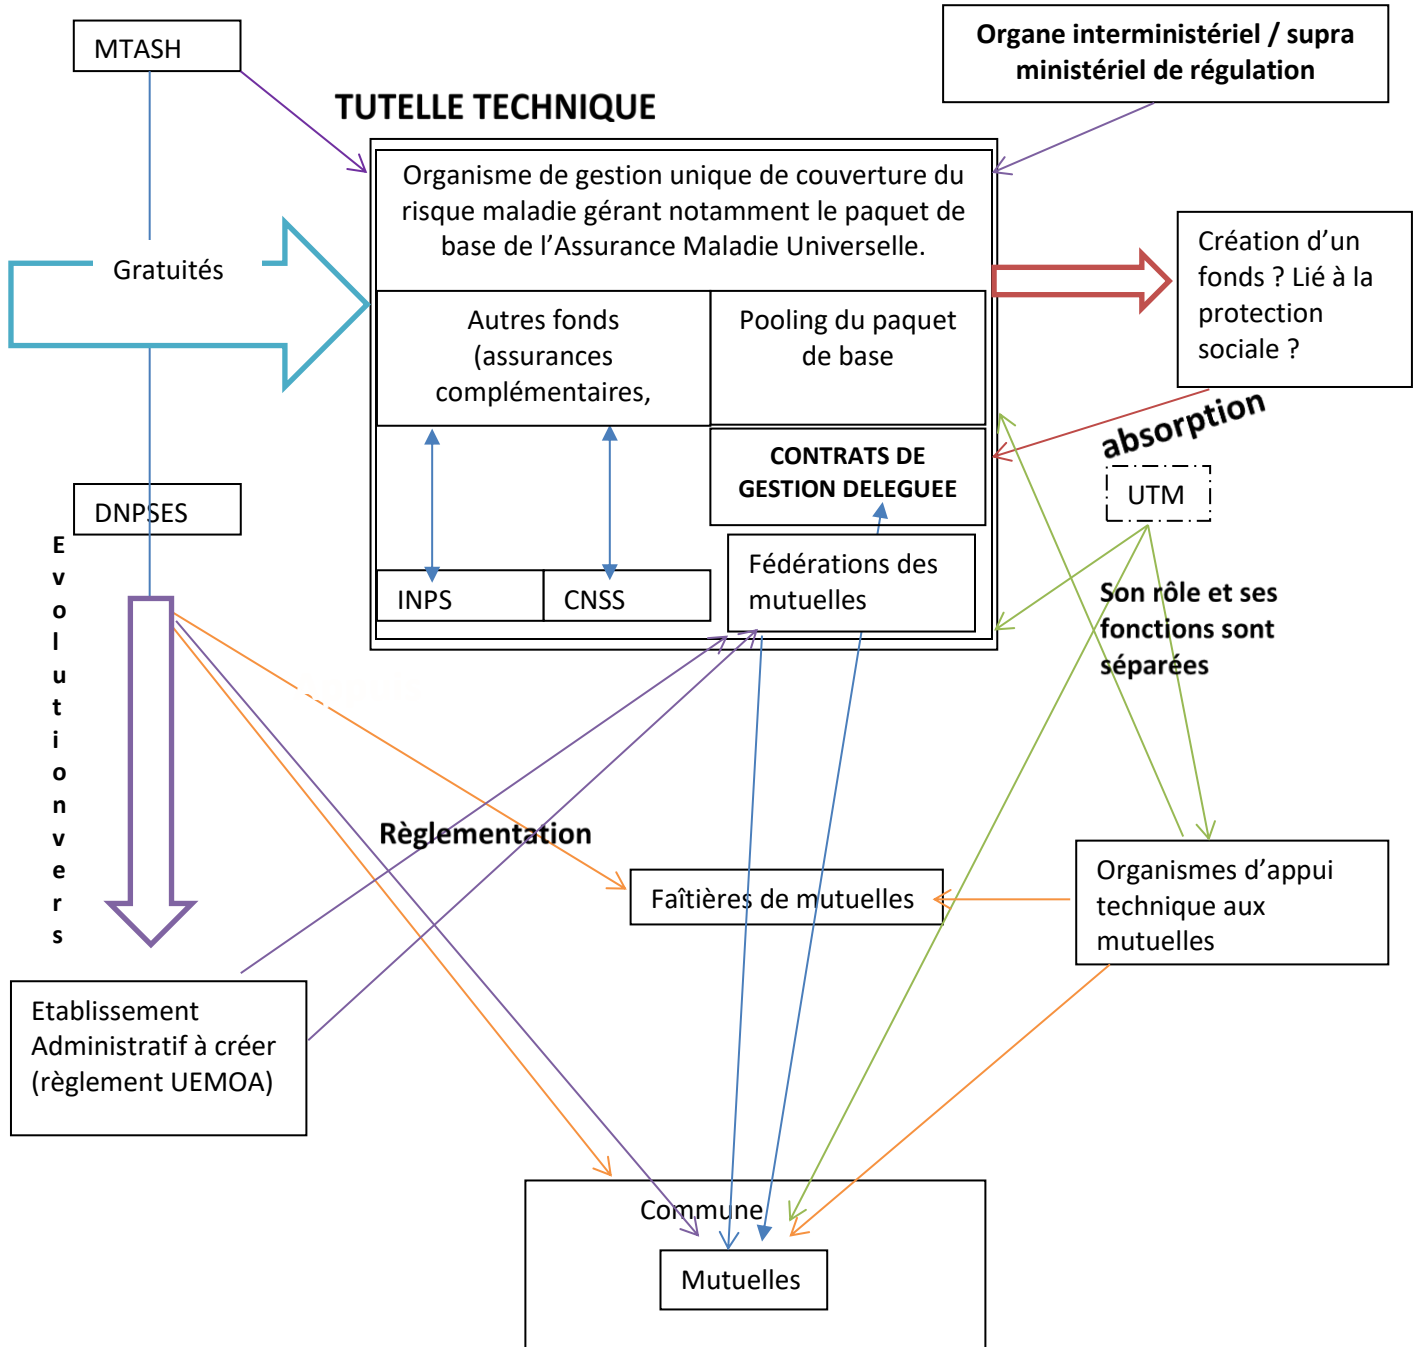 MTASH
Organe interministériel / supra
ministériel de régulation
TUTELLE TECHNIQUE
Organisme de gestion unique de couverture du
risque maladie gérant notamment le paquet de
base de l’Assurance Maladie Universelle.
Gratuités
Création d’un
fonds ? Lié à la
protection
sociale ?
Autres fonds
(assurances
complémentaires,
Pooling du paquet
de base
absorption
CONTRATS DE
GESTION DELEGUEE
UTM
DNPSES
Evolutionvers
Fédérations des
mutuelles
INPS
CNSS
Son rôle et ses
fonctions sont
séparées
Règlementation
Faîtières de mutuelles
Organismes d’appui
technique aux
mutuelles
Etablissement
Administratif à créer
(règlement UEMOA)
Commune
Mutuelles